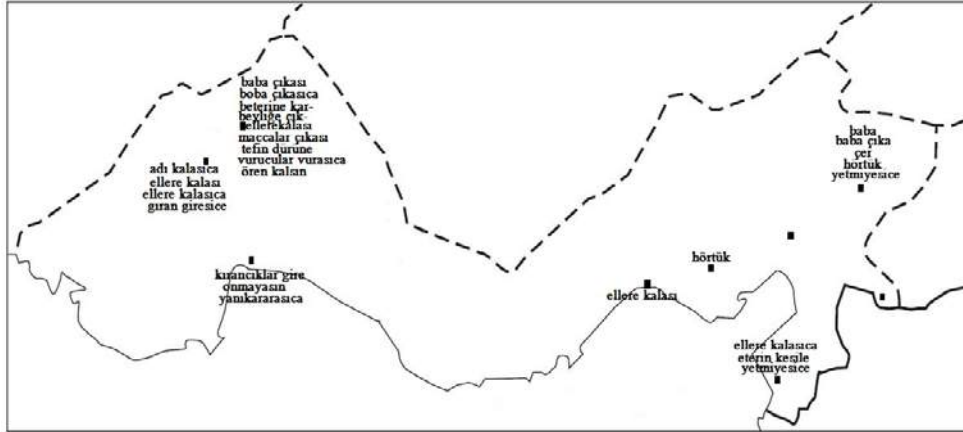 baba çıkası
boba çıkasıca
beterine kar-
beyliğe çık-
ellerekalası
maccalar çıkası
tefin dürüne
vurucular vurasıca
ören kalsın
adı kalasıca
ellere kalası
ellere kalasıca
gıran giresice
kırancıklar gire
onmayasın
yanıkararasıca
ellere kalası
hörtük
baba
baba çıka
çer
hörtük
yetmiyesice
ellere kalasıca
eterin kesile
yetmiyesice